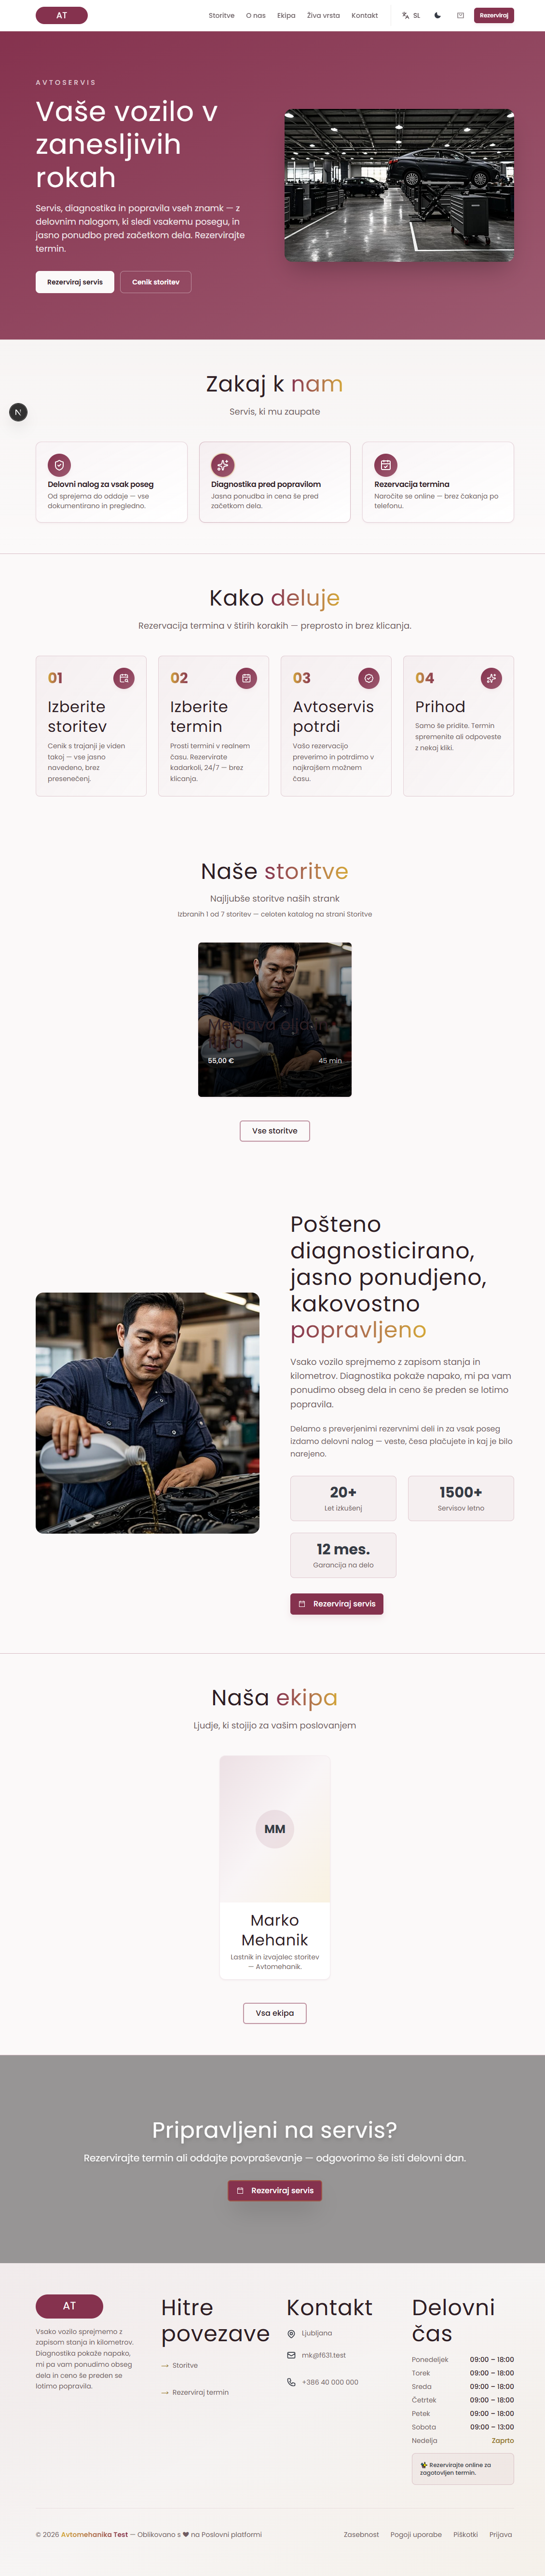 AT
Storitve
O nas
Ekipa
Živa vrsta
Kontakt
SL
Rezerviraj
AVTOSERVIS
Vaše vozilo v
zanesljivih
rokah
Servis, diagnostika in popravila vseh znamk — z
delovnim nalogom, ki sledi vsakemu posegu, in
jasno ponudbo pred začetkom dela. Rezervirajte
termin.
Rezerviraj servis
Cenik storitev
Zakaj k nam
Servis, ki mu zaupate
N
Delovni nalog za vsak poseg
Od sprejema do oddaje — vse
dokumentirano in pregledno.
Diagnostika pred popravilom
Jasna ponudba in cena še pred
začetkom dela.
Rezervacija termina
Naročite se online — brez čakanja po
telefonu.
Kako deluje
Rezervacija termina v štirih korakih — preprosto in brez klicanja.
01
Izberite
storitev
Cenik s trajanji je viden
takoj — vse jasno
navedeno, brez
presenečenj.
02
Izberite
termin
Prosti termini v realnem
času. Rezervirate
kadarkoli, 24/7 — brez
klicanja.
03
Avtoservis
potrdi
Vašo rezervacijo
preverimo in potrdimo v
najkrajšem možnem
času.
04
Prihod
Samo še pridite. Termin
spremenite ali odpoveste
z nekaj kliki.
Naše storitve
Najljubše storitve naših strank
Izbranih 1 od 7 storitev — celoten katalog na strani Storitve
Menjava olja
55,00 €
45 min
Vse storitve
Pošteno
diagnosticirano,
jasno ponudjeno,
kakovostno
popravljeno
Vsako vozilo sprejmemo z zapisom stanja in
kilometrov. Diagnostika pokaže napako, mi pa vam
ponudimo obseg dela in ceno še preden se lotimo
popravila.
Delamo s preverjenimi rezervnimi deli in za vsak poseg
izdamo delovni nalog — veste, česa plačujete in kaj je bilo
narejeno.
20+
Let izkušenj
1500+
Servisov letno
12 mes.
Garancija na delo
Rezerviraj servis
Naša ekipa
Ljudje, ki stojijo za vašim poslovanjem
MM
Marko
Mehanik
Lastnik in izvajalec storitev
— Avtomehanik.
Vsa ekipa
Pripravljeni na servis?
Rezervirajte termin ali oddajte povpraševanje — odgovorimo še isti delovni dan.
Rezerviraj servis
AT
Vsako vozilo sprejmemo z
zapisom stanja in kilometrov.
Diagnostika pokaže napako,
mi pa vam ponudimo obseg
dela in ceno še preden se
lotimo popravila.
Hitre
povezave
→ Storitve
→ Rezerviraj termin
Kontakt
Ljubljana
mk@f631.test
+386 40 000 000
Delovni
čas
Ponedeljek 09:00 – 18:00
Torek 09:00 – 18:00
Sreda 09:00 – 18:00
Četrtek 09:00 – 18:00
Petek 09:00 – 18:00
Sobota 09:00 – 13:00
Nedelja Zaprto
Rezervirajte online za
zagotovljen termin.
© 2026 Avtomehanika Test — Oblikovano s ❤ na Poslovni platformi
Zasebnost
Pogoji uporabe
Piškotki
Prijava